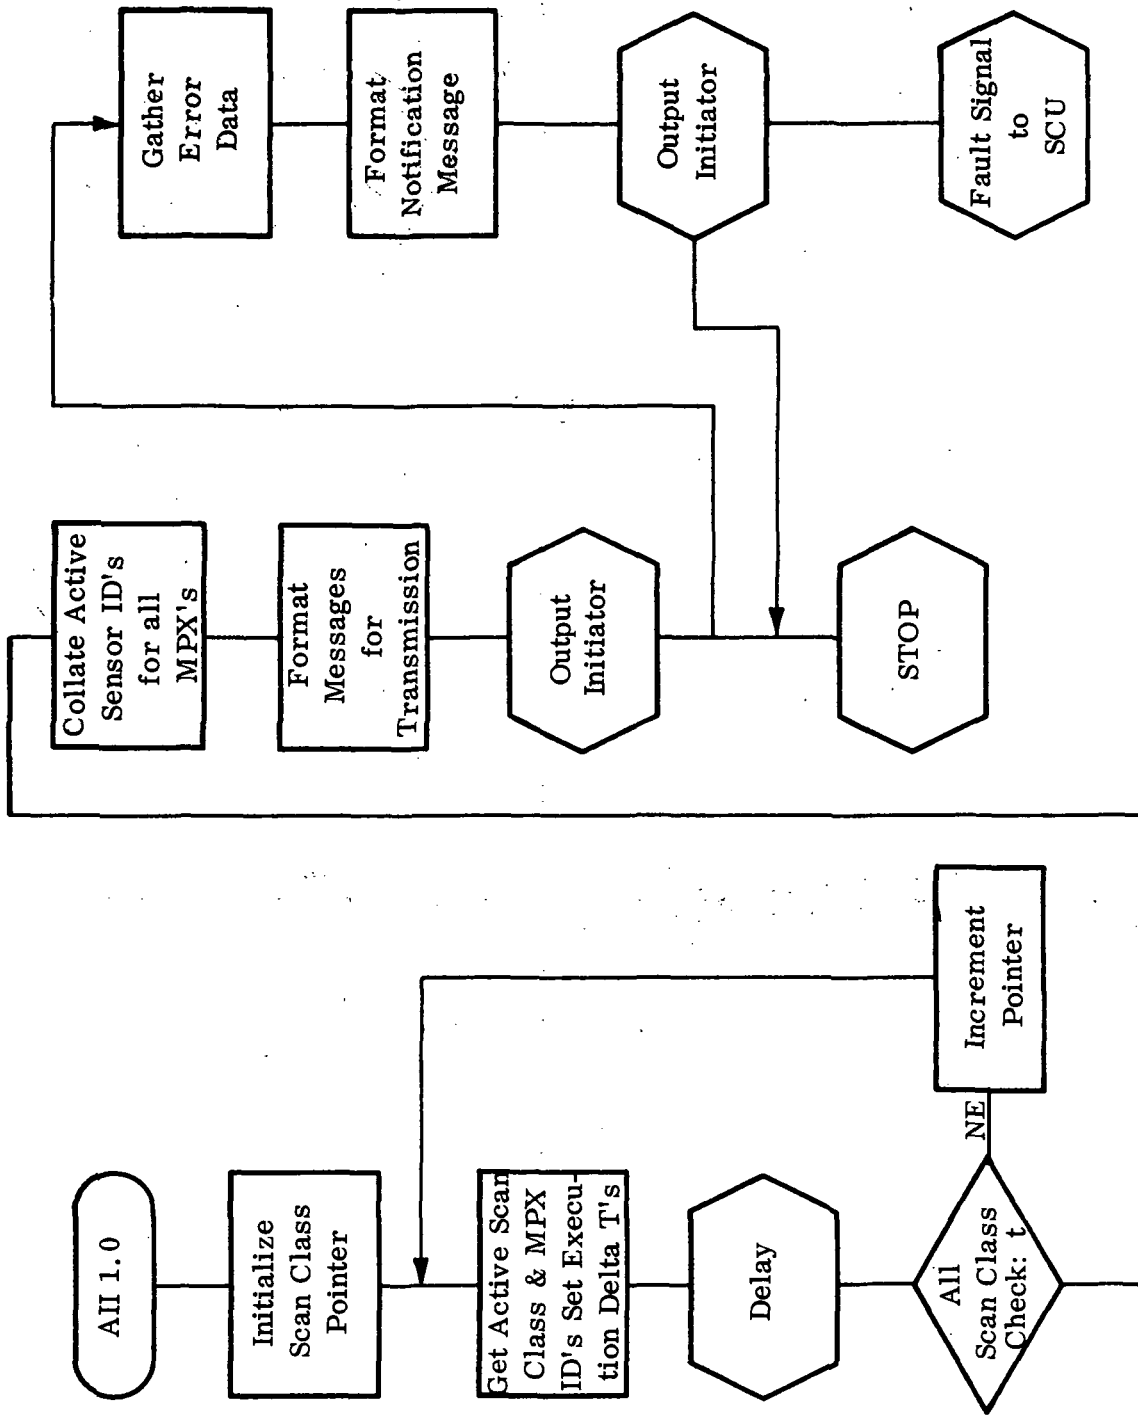 AII 1.0
Initialize
Scan Class
Pointer
Get Active Scan
Class & MPX
ID's Set Execu-
tion Delta T's
Delay
All
Scan Class
Check: t
NE
Increment
Pointer
Collate Active
Sensor ID's
for all
MPX's
Format
Messages
for
Transmission
Output
Initiator
STOP
Gather
Error
Data
Format
Notification
Message
Output
Initiator
Fault Signal
to
SCU